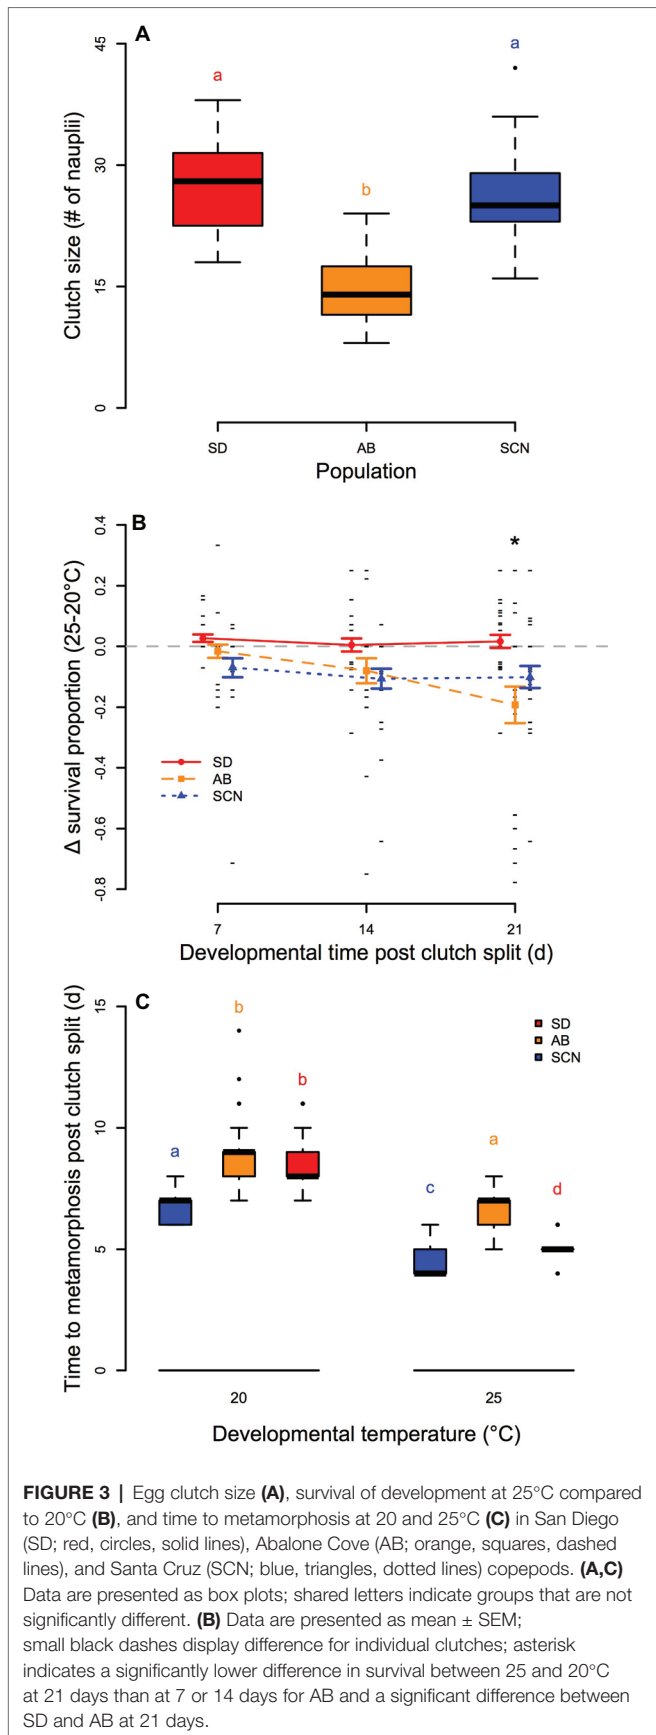 A
45
30
15
0
Clutch size (# of nauplii)
a
b
a
SD AB SCN
Population
B
0.4
0.2
0.0
-0.2
-0.4
-0.6
-0.8
Δ survival proportion (25-20°C)
*
SD
AB
SCN
7 14 21
Developmental time post clutch split (d)
C
15
10
5
0
Time to metamorphosis post clutch split (d)
a
b
b
c
a
d
SD
AB
SCN
20 25
Developmental temperature (°C)
FIGURE 3 | Egg clutch size (A), survival of development at 25°C compared
to 20°C (B), and time to metamorphosis at 20 and 25°C (C) in San Diego
(SD; red, circles, solid lines), Abalone Cove (AB; orange, squares, dashed
lines), and Santa Cruz (SCN; blue, triangles, dotted lines) copepods. (A,C)
Data are presented as box plots; shared letters indicate groups that are not
significantly different. (B) Data are presented as mean ± SEM;
small black dashes display difference for individual clutches; asterisk
indicates a significantly lower difference in survival between 25 and 20°C
at 21 days than at 7 or 14 days for AB and a significant difference between
SD and AB at 21 days.